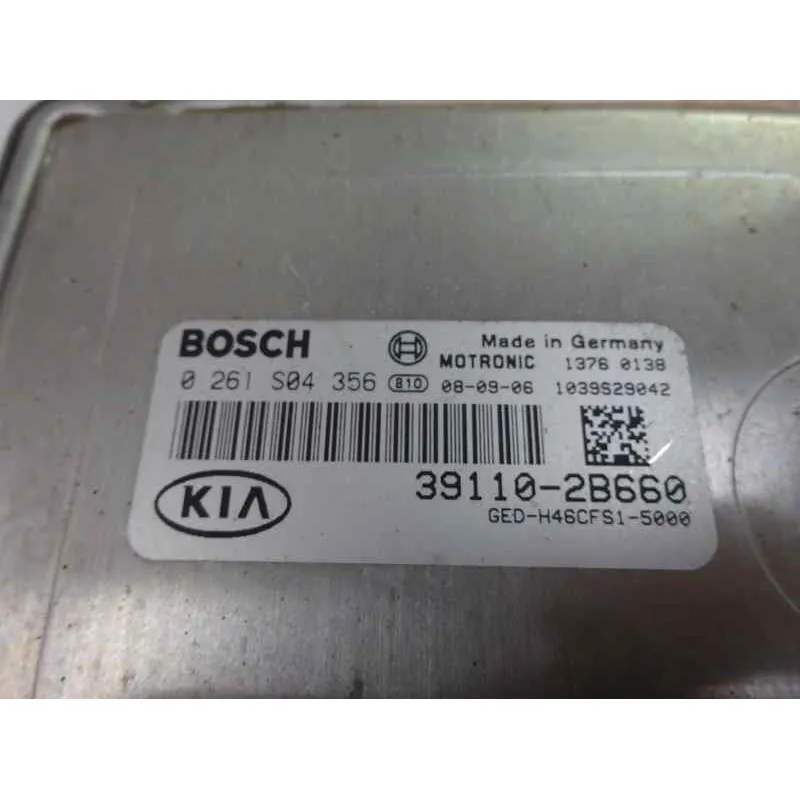 BOSCH Made in Germany
MOTRONIC 1376 0138
0 261 S04 356 810 08-09-06 1039S29042
KIA 39110-2B660
GED-H46CFS1-5000